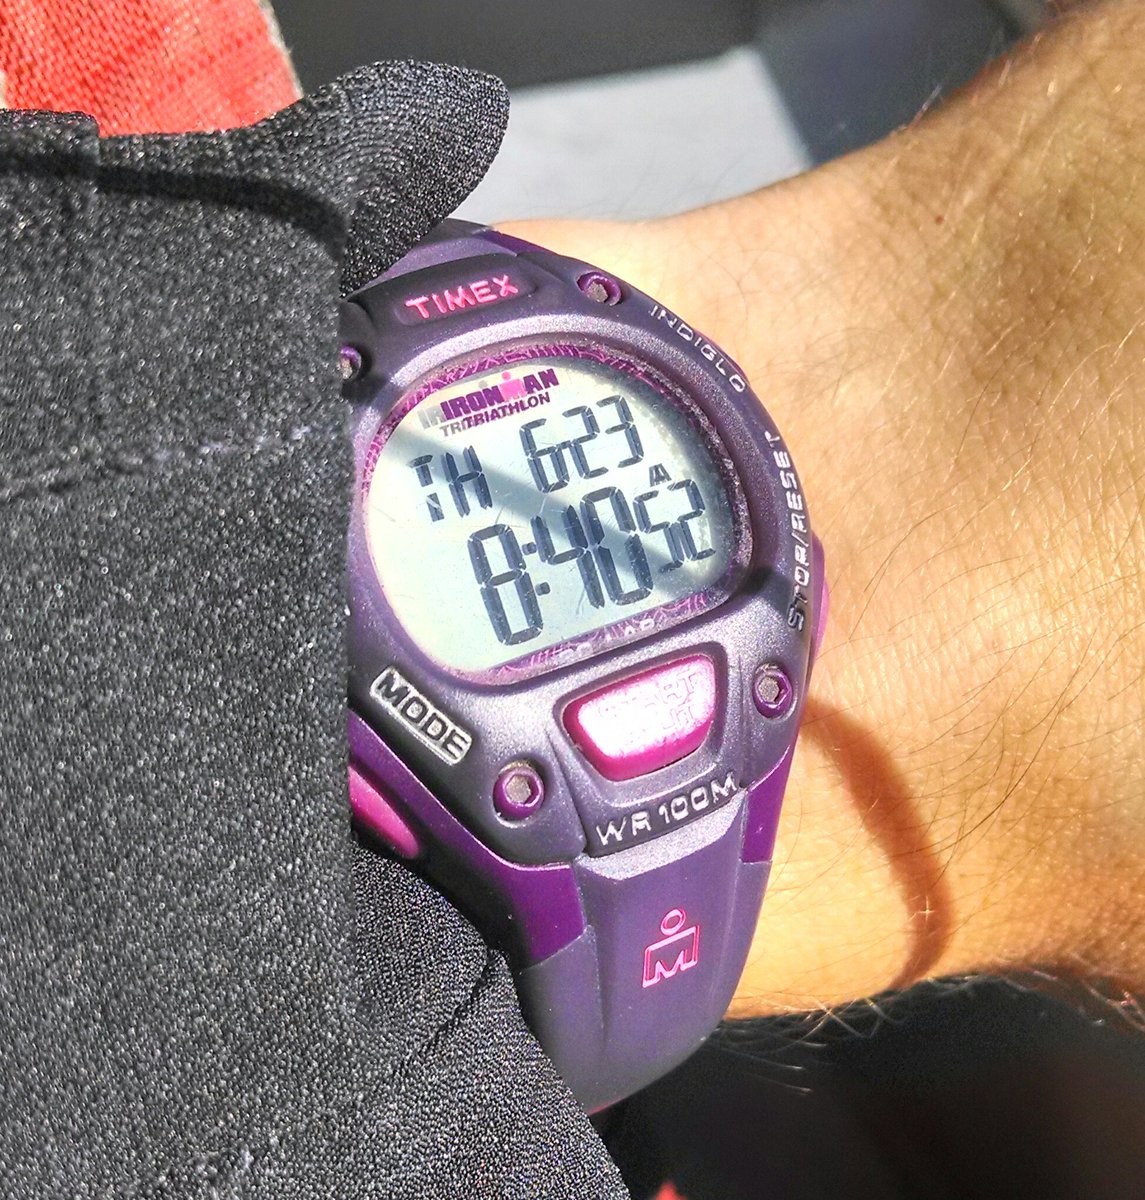 TIMEX
INDIGLO
IRONMAN
TRIATHLON
TH 6-23
A
8:40 52
STOP/RESET
MODE
WR 100M
M